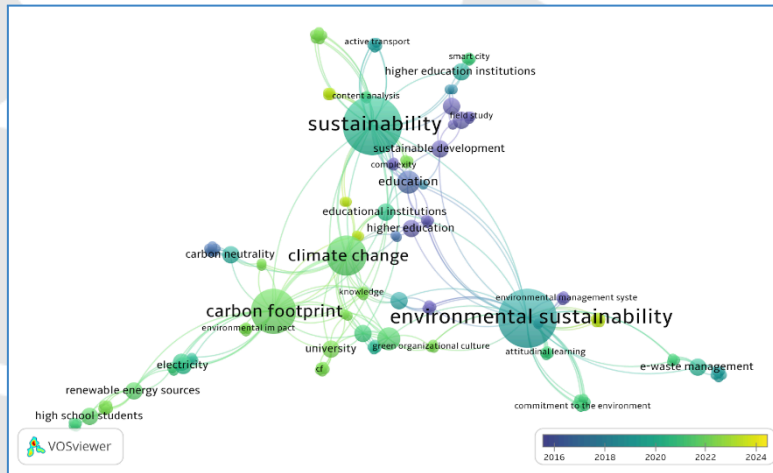 active transport
smart city
higher education institutions
content analysis
sustainability
field study
sustainable development
complexity
education
educational institutions
higher education
carbon neutrality
climate change
knowledge
environmental management syste
carbon footprint
environmental sustainability
environmental im pact
university
green organizational culture
attitudinal learning
electricity
cf
e-waste management
renewable energy sources
high school students
commitment to the environment
VOSviewer
2016 2018 2020 2022 2024